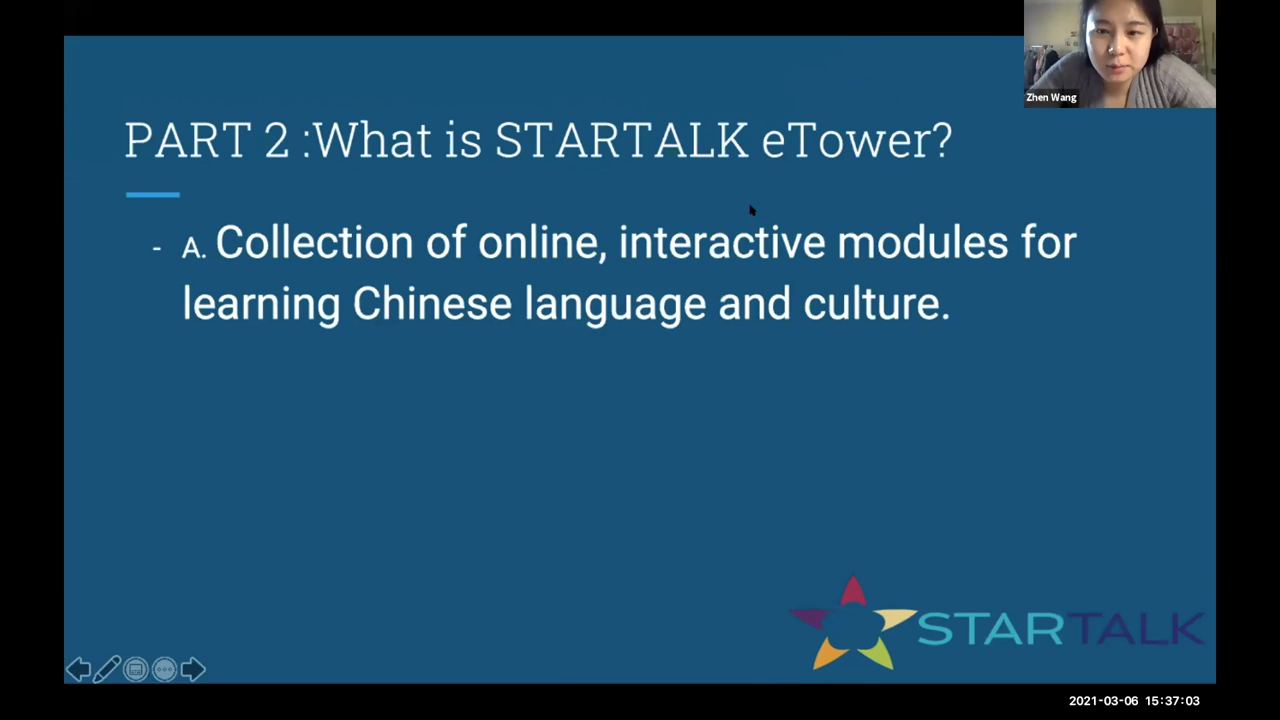 Zhen Wang
PART 2 :What is STARTALK eTower?
- A. Collection of online, interactive modules for
learning Chinese language and culture.
STARTALK
2021-03-06 15:37:03